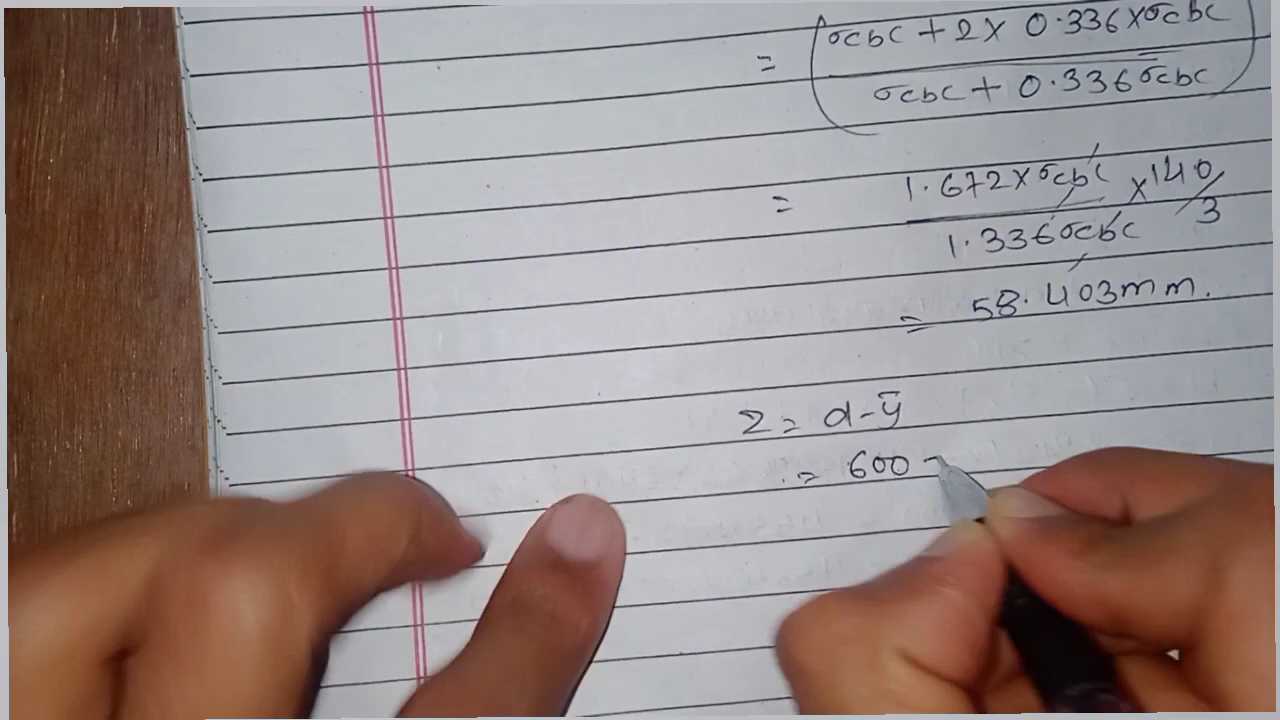 = (σcbc + 2 x 0.336 x σcbc
σcbc + 0.336 σcbc)
= 1.672 x σcbc x 140/3
1.336 σcbc
= 58.403 mm.
Z = d - ȳ
= 600 -